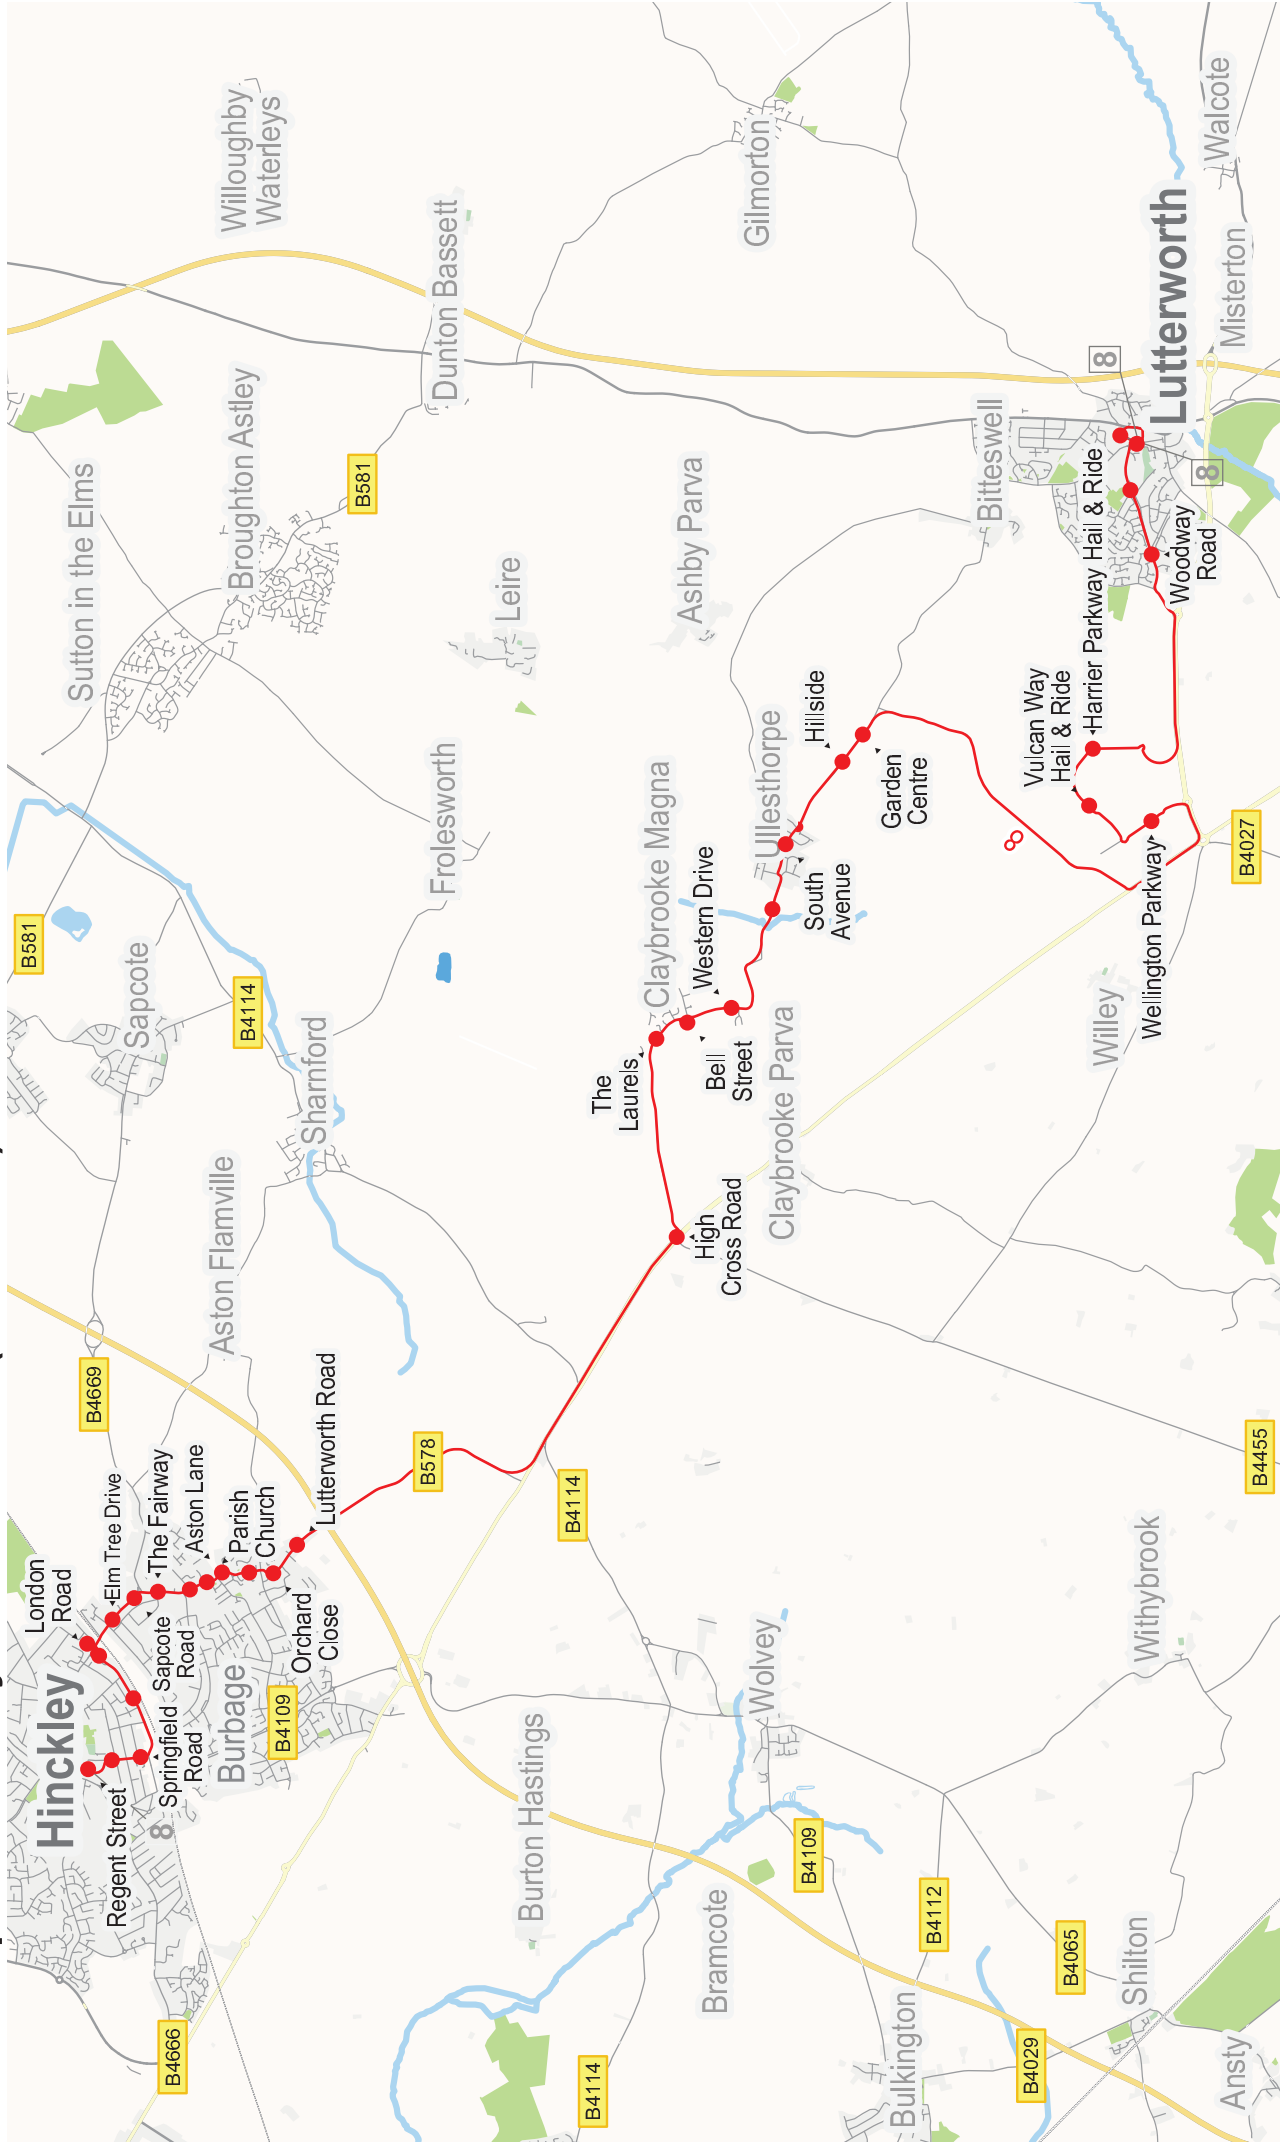 Hinckley
London
Road
Elm Tree Drive
The Fairway
Aston Lane
Parish
Church
Lutterworth Road
Regent Street
Springfield
Road
Sapcote
Road
Orchard
Close
Burbage
8
B4109
B4666
B4669
B578
B4114
Aston Flamville
Sharnford
Sapcote
B4114
B581
Sutton in the Elms
Broughton Astley
B581
Willoughby
Waterleys
Dunton Bassett
Leire
Frolesworth
Ashby Parva
Gilmorton
Claybrooke Magna
Ullesthorpe
The
Laurels
Bell
Street
Western Drive
South
Avenue
Hillside
Garden
Centre
High
Cross Road
Claybrooke Parva
8
Vulcan Way
Hail & Ride
Harrier Parkway Hail & Ride
Wellington Parkway
Woodway
Road
Bitteswell
Lutterworth
8
8
Misterton
Walcote
Willey
B4027
B4455
Withybrook
Wolvey
Burton Hastings
Bramcote
B4109
B4112
B4065
B4029
B4114
Bulkington
Shilton
Ansty